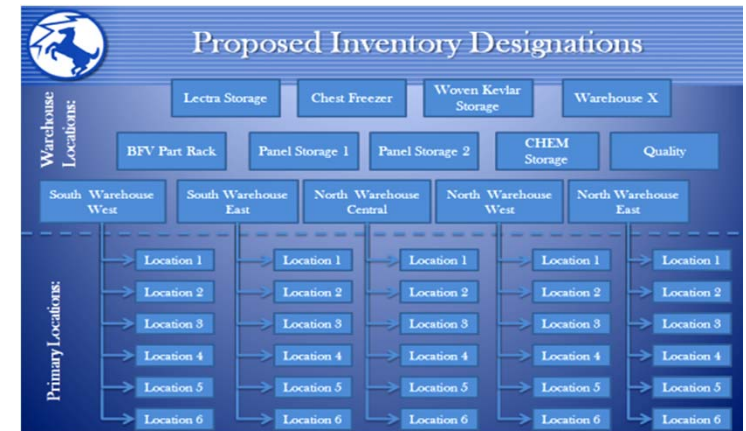 Proposed Inventory Designations
Warehouse
Locations:
Lectra Storage
Chest Freezer
Woven Kevlar
Storage
Warehouse X
BFV Part Rack
Panel Storage 1
Panel Storage 2
CHEM
Storage
Quality
South Warehouse
West
South Warehouse
East
North Warehouse
Central
North Warehouse
West
North Warehouse
East
Primary Locations:
Location 1
Location 1
Location 1
Location 1
Location 1
Location 2
Location 2
Location 2
Location 2
Location 2
Location 3
Location 3
Location 3
Location 3
Location 3
Location 4
Location 4
Location 4
Location 4
Location 4
Location 5
Location 5
Location 5
Location 5
Location 5
Location 6
Location 6
Location 6
Location 6
Location 6